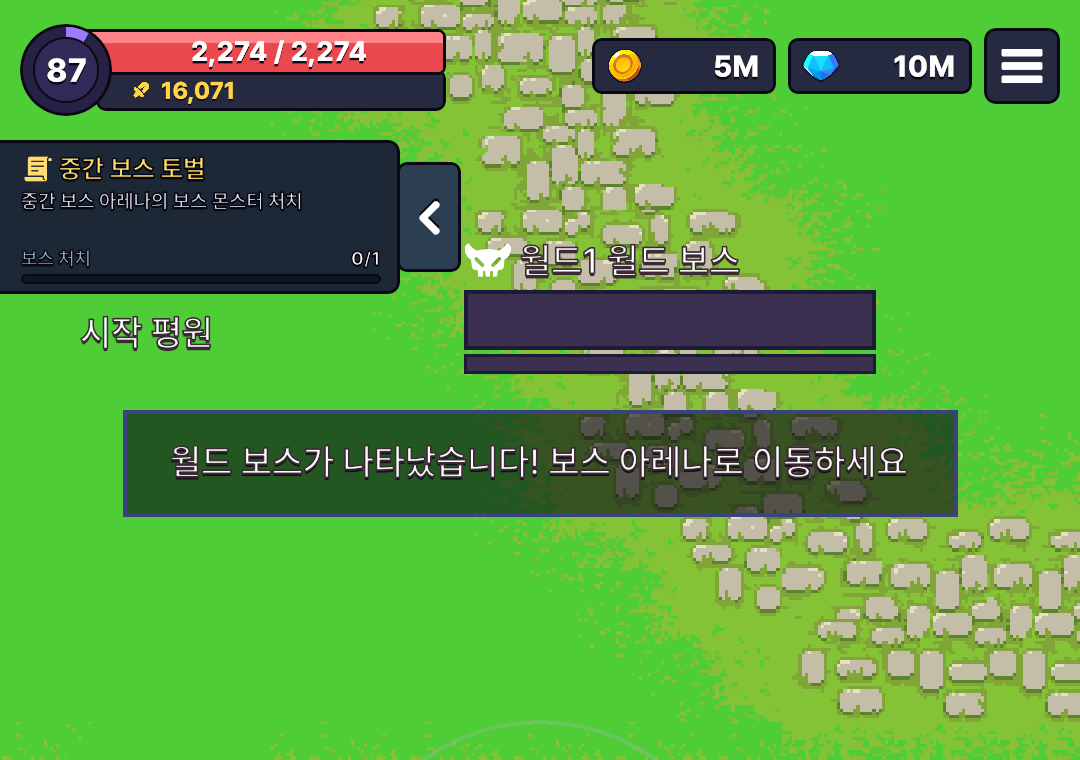 87
2,274 / 2,274
16,071
5M
10M
중간 보스 토벌
중간 보스 아레나의 보스 몬스터 처치
보스 처치 0/1
월드1 월드 보스
시작 평원
월드 보스가 나타났습니다! 보스 아레나로 이동하세요